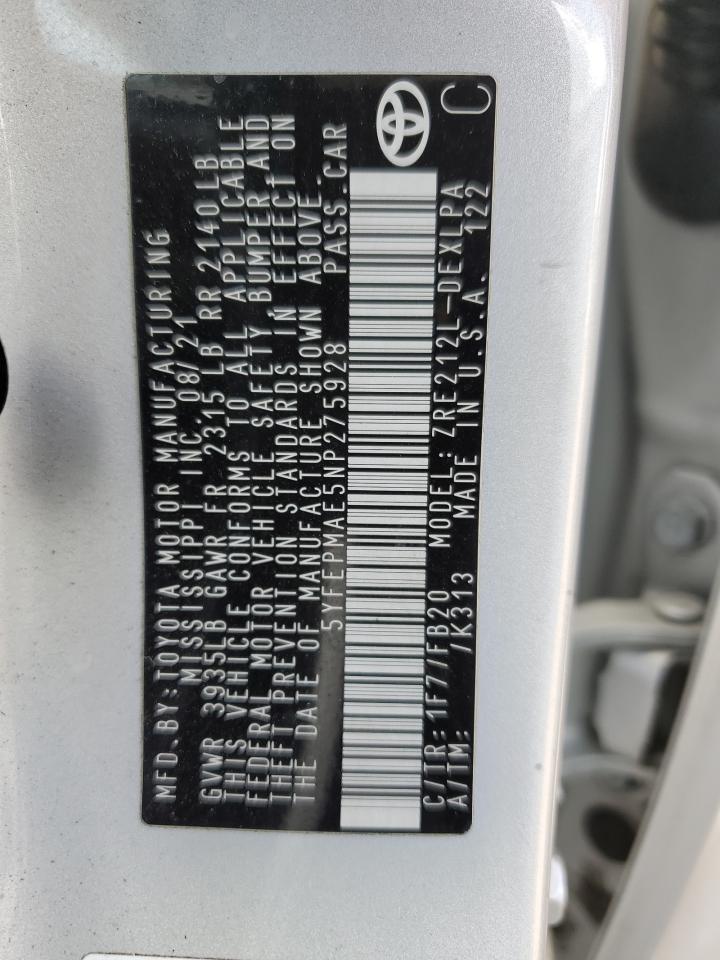 MFD.BY:TOYOTA MOTOR MANUFACTURING
MISSISSIPPI INC. 08/21
GVWR 3935LB GAWR FR 2315 LB RR 2140LB
THIS VEHICLE CONFORMS TO ALL APPLICABLE
FEDERAL MOTOR VEHICLE SAFETY BUMPER,AND
THEFT PREVENTION STANDARDS IN EFFECT ON
THE DATE OF MANUFACTURE SHOWN ABOVE.
5YFEPMAE5NP275928 PASS.CAR
C/TR:1F7/FB20 MODEL:ZRE212L-DEXLPA
A/TM: /K313 MADE IN U.S.A. 122
C